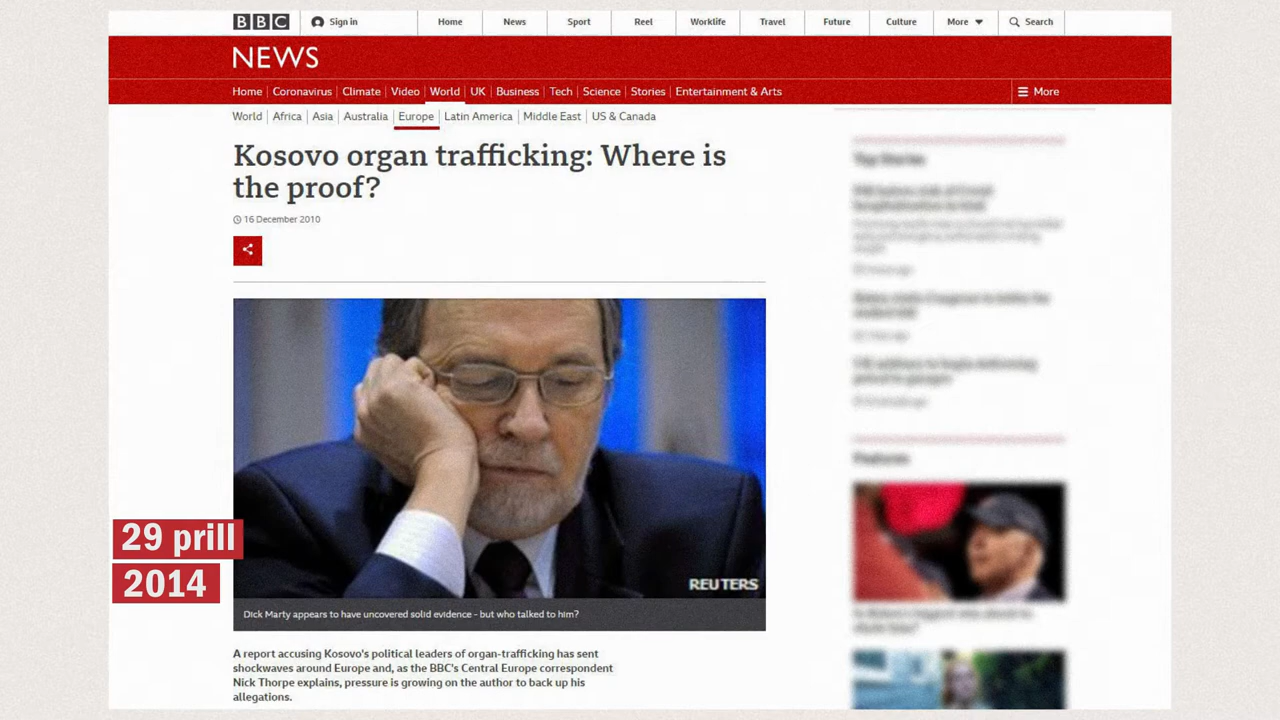 BBC
Sign in
Home
News
Sport
Reel
Worklife
Travel
Future
Culture
More
Search
NEWS
Home
Coronavirus
Climate
Video
World
UK
Business
Tech
Science
Stories
Entertainment & Arts
More
World
Africa
Asia
Australia
Europe
Latin America
Middle East
US & Canada
Kosovo organ trafficking: Where is
the proof?
16 December 2010
REUTERS
Dick Marty appears to have uncovered solid evidence - but who talked to him?
A report accusing Kosovo's political leaders of organ-trafficking has sent
shockwaves around Europe and, as the BBC's Central Europe correspondent
Nick Thorpe explains, pressure is growing on the author to back up his
allegations.
Top Stories
Features
29 prill
2014